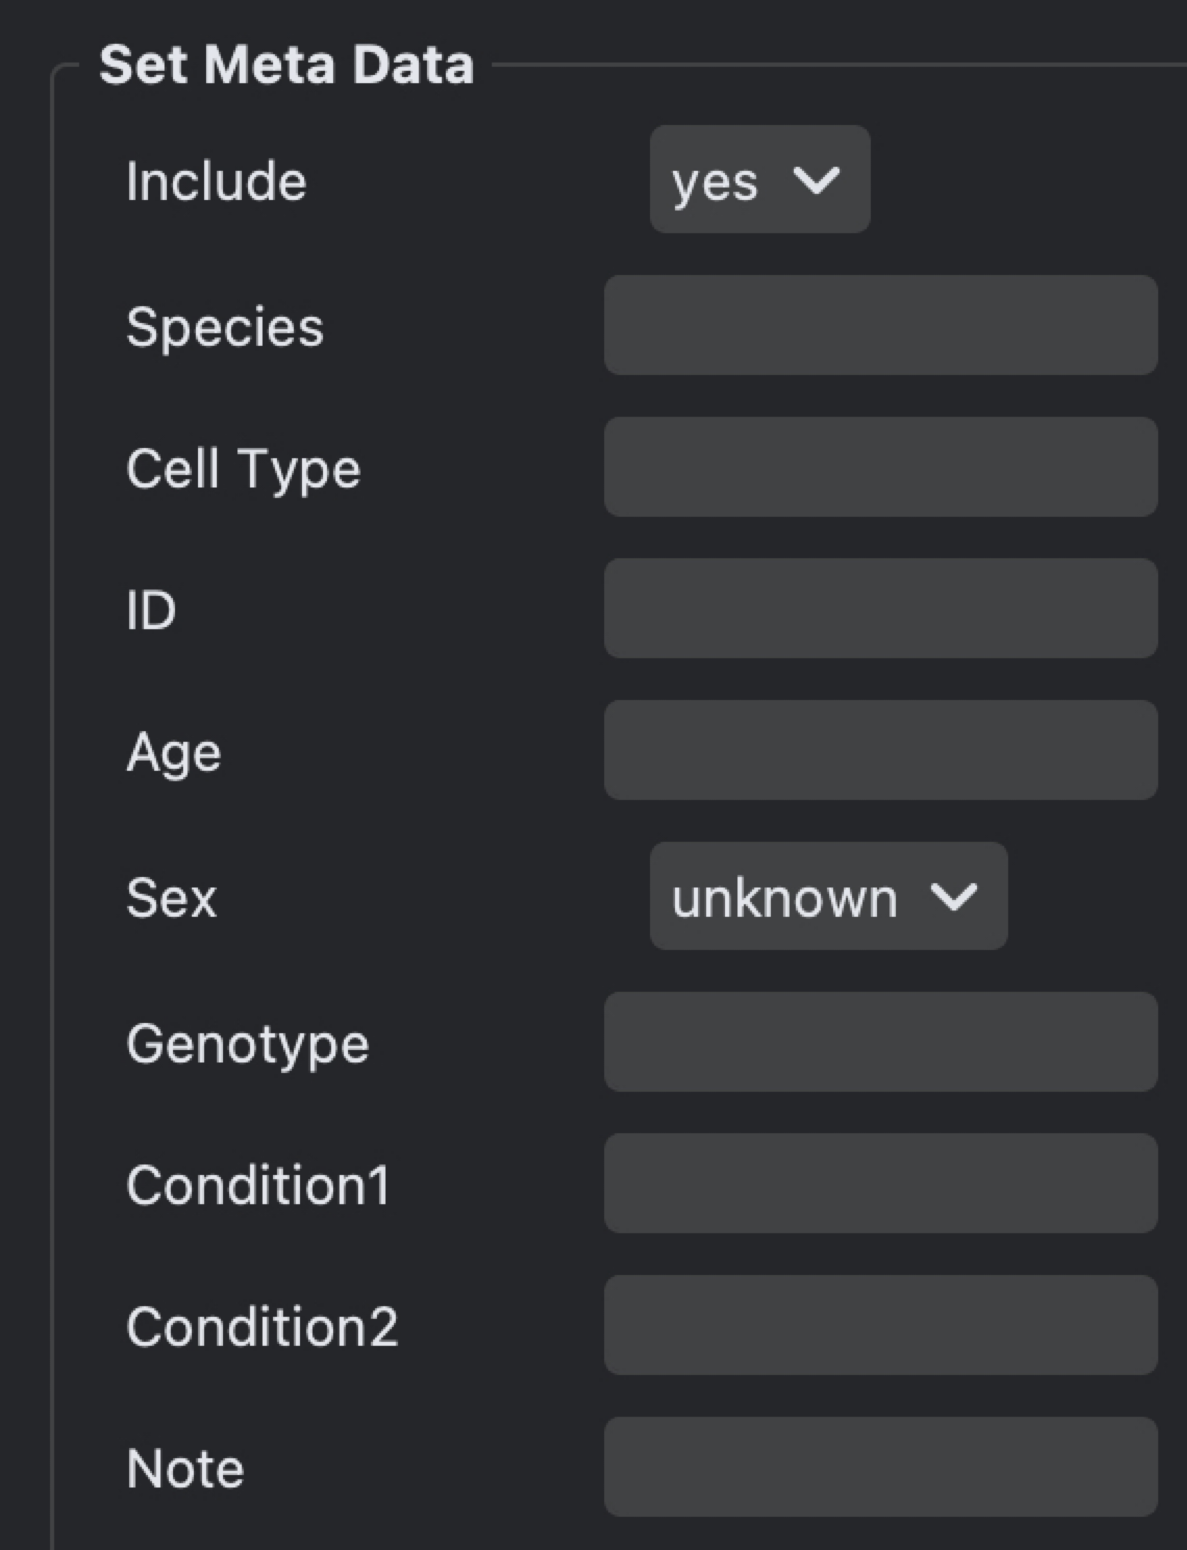 Set Meta Data
Include yes
Species
Cell Type
ID
Age
Sex unknown
Genotype
Condition1
Condition2
Note